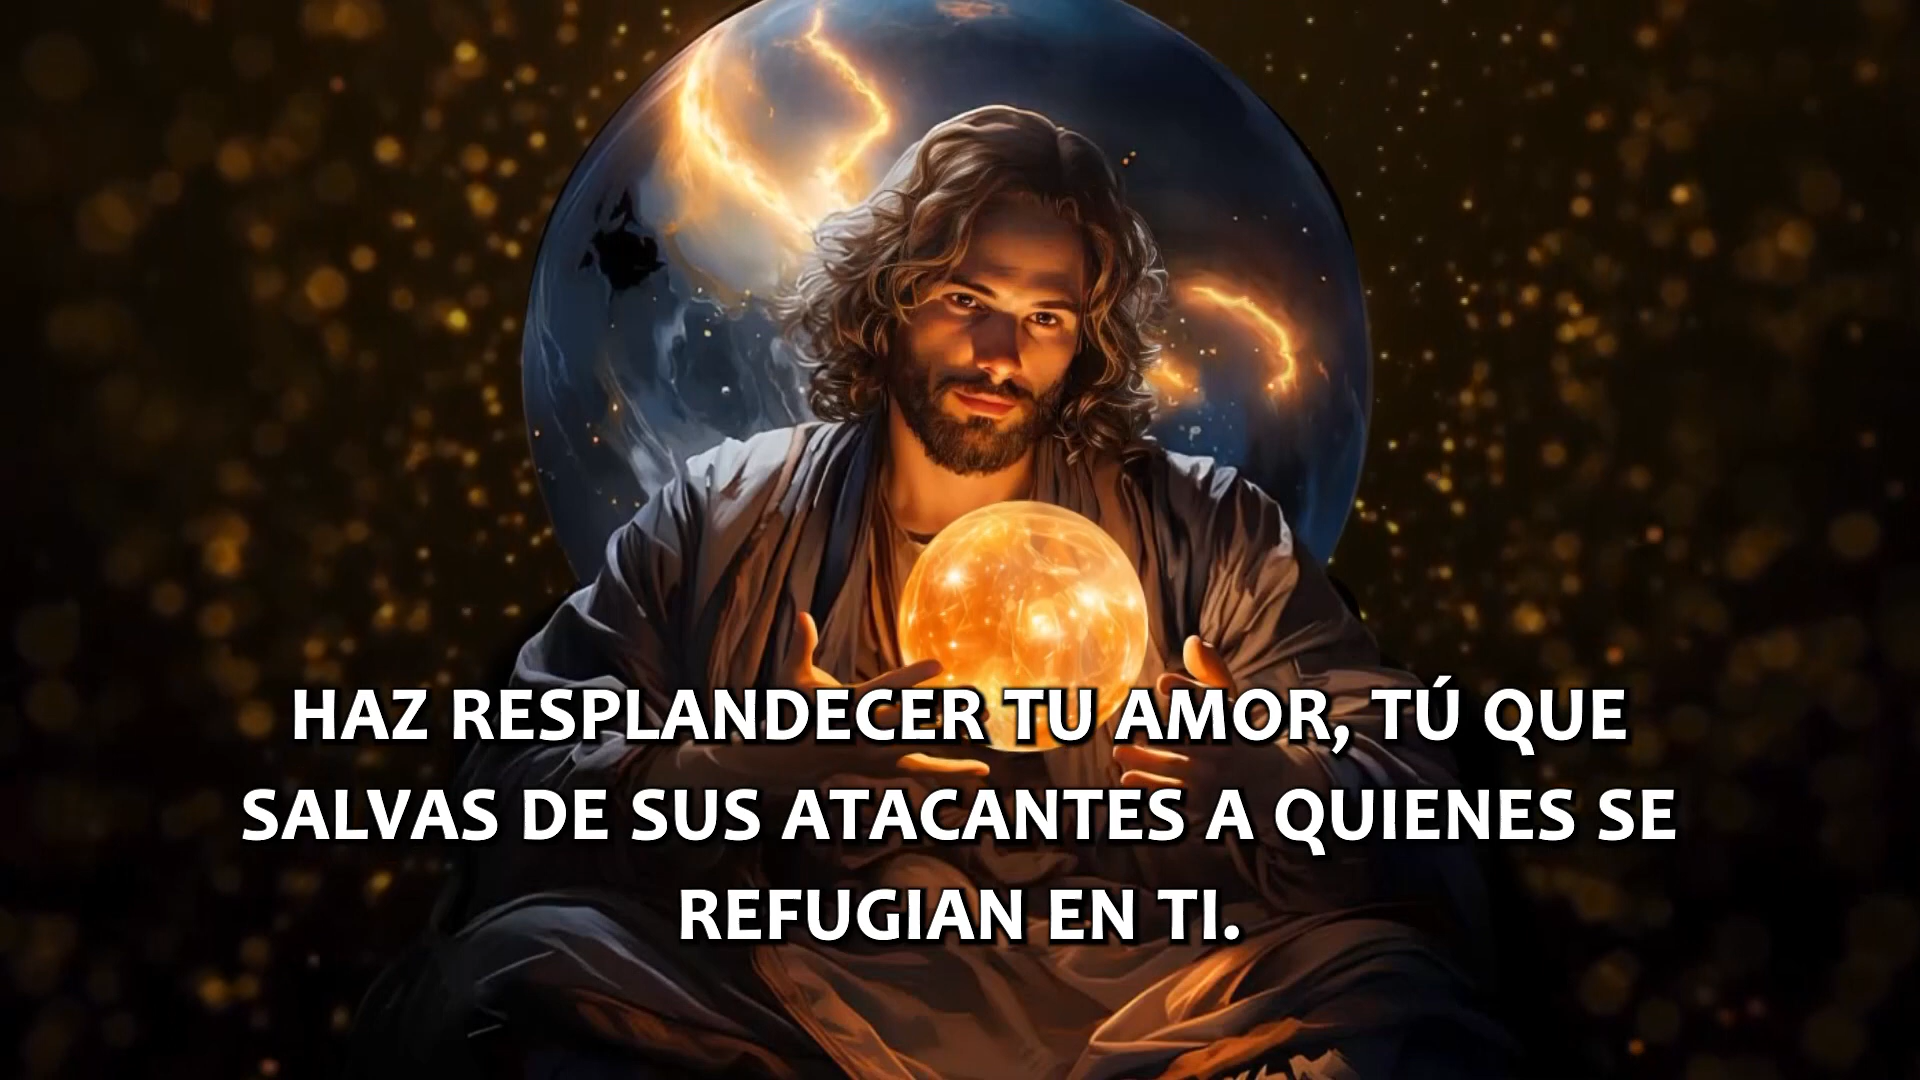 HAZ RESPLANDECER TU AMOR, TÚ QUE
SALVAS DE SUS ATACANTES A QUIENES SE
REFUGIAN EN TI.